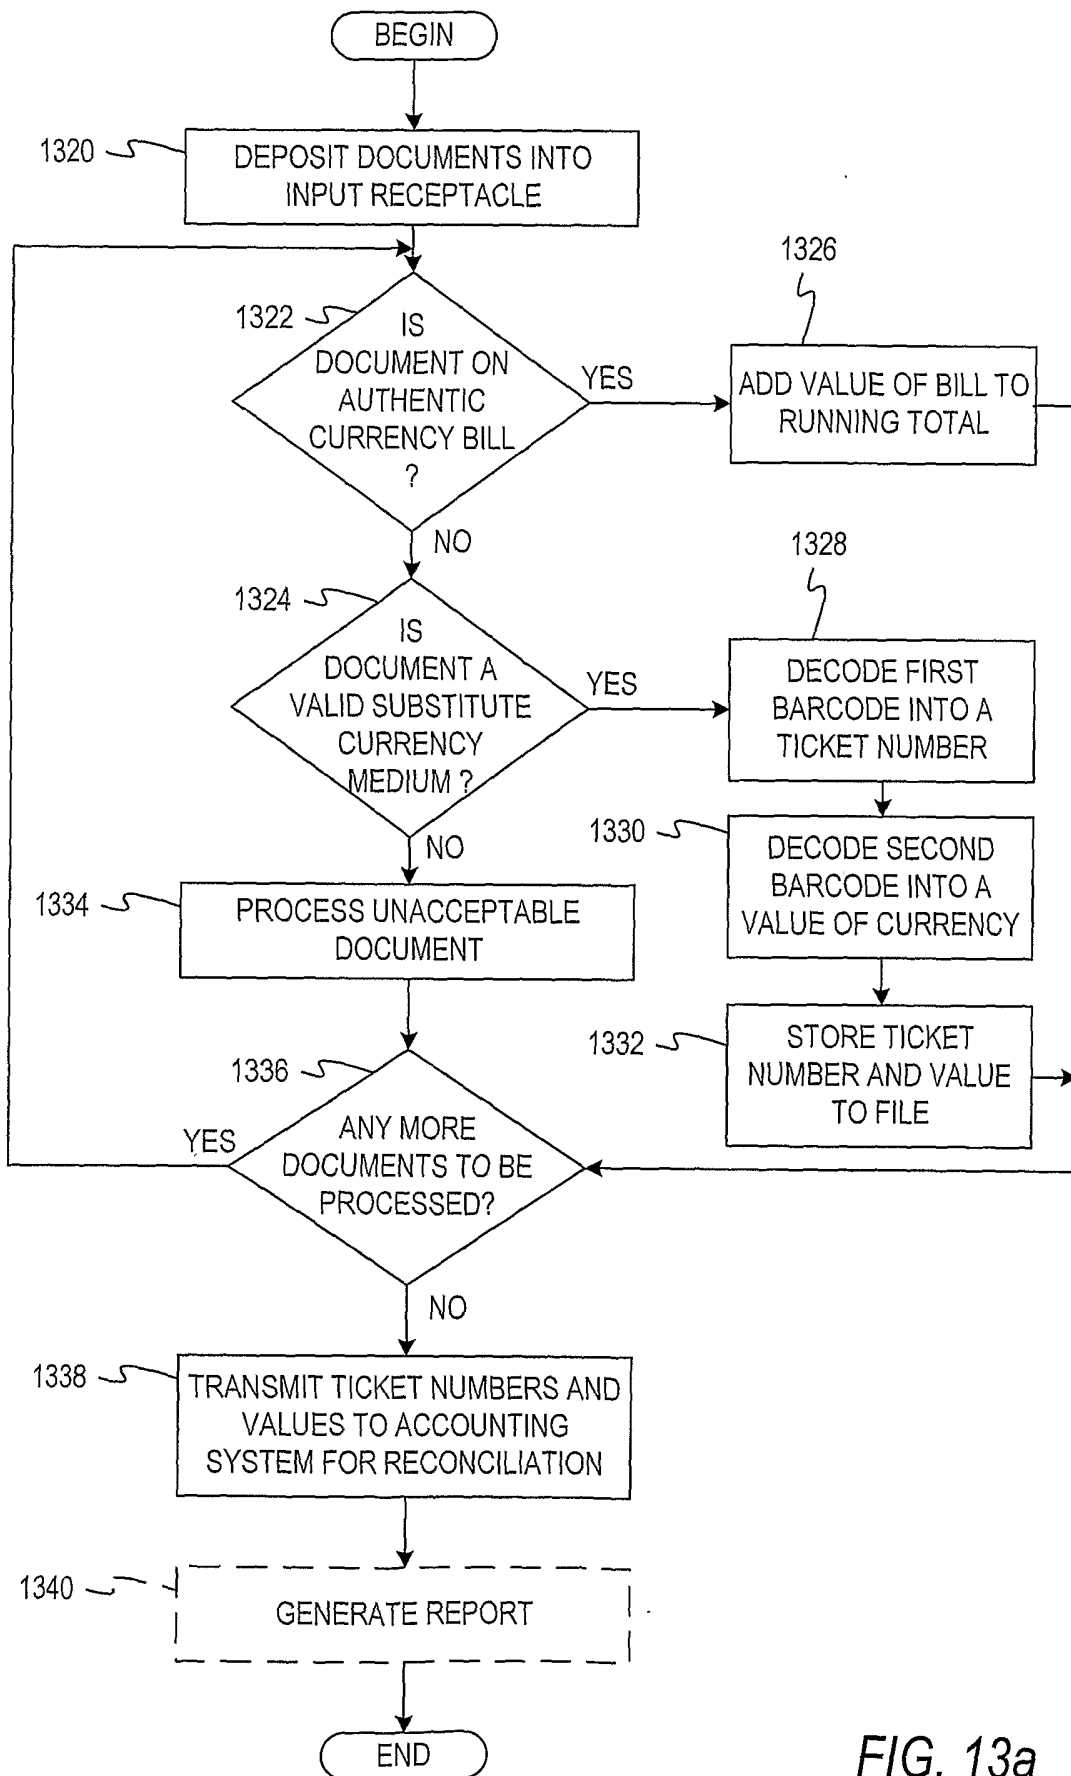 BEGIN
1320
DEPOSIT DOCUMENTS INTO
INPUT RECEPTACLE
1322
IS
DOCUMENT ON
AUTHENTIC
CURRENCY BILL
?
YES
1326
ADD VALUE OF BILL TO
RUNNING TOTAL
NO
1324
IS
DOCUMENT A
VALID SUBSTITUTE
CURRENCY
MEDIUM ?
YES
1328
DECODE FIRST
BARCODE INTO A
TICKET NUMBER
1330
DECODE SECOND
BARCODE INTO A
VALUE OF CURRENCY
1332
STORE TICKET
NUMBER AND VALUE
TO FILE
NO
1334
PROCESS UNACCEPTABLE
DOCUMENT
1336
ANY MORE
DOCUMENTS TO BE
PROCESSED?
YES
NO
1338
TRANSMIT TICKET NUMBERS AND
VALUES TO ACCOUNTING
SYSTEM FOR RECONCILIATION
1340
GENERATE REPORT
END
FIG. 13a